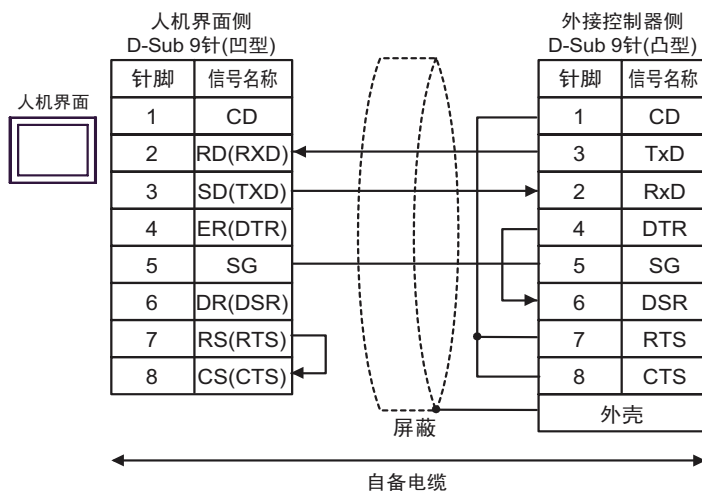 人机界面侧
D-Sub 9针(凹型)
外接控制器侧
D-Sub 9针(凸型)
人机界面
针脚 信号名称
1 CD
2 RD(RXD)
3 SD(TXD)
4 ER(DTR)
5 SG
6 DR(DSR)
7 RS(RTS)
8 CS(CTS)
针脚 信号名称
1 CD
3 TxD
2 RxD
4 DTR
5 SG
6 DSR
7 RTS
8 CTS
外壳
屏蔽
自备电缆